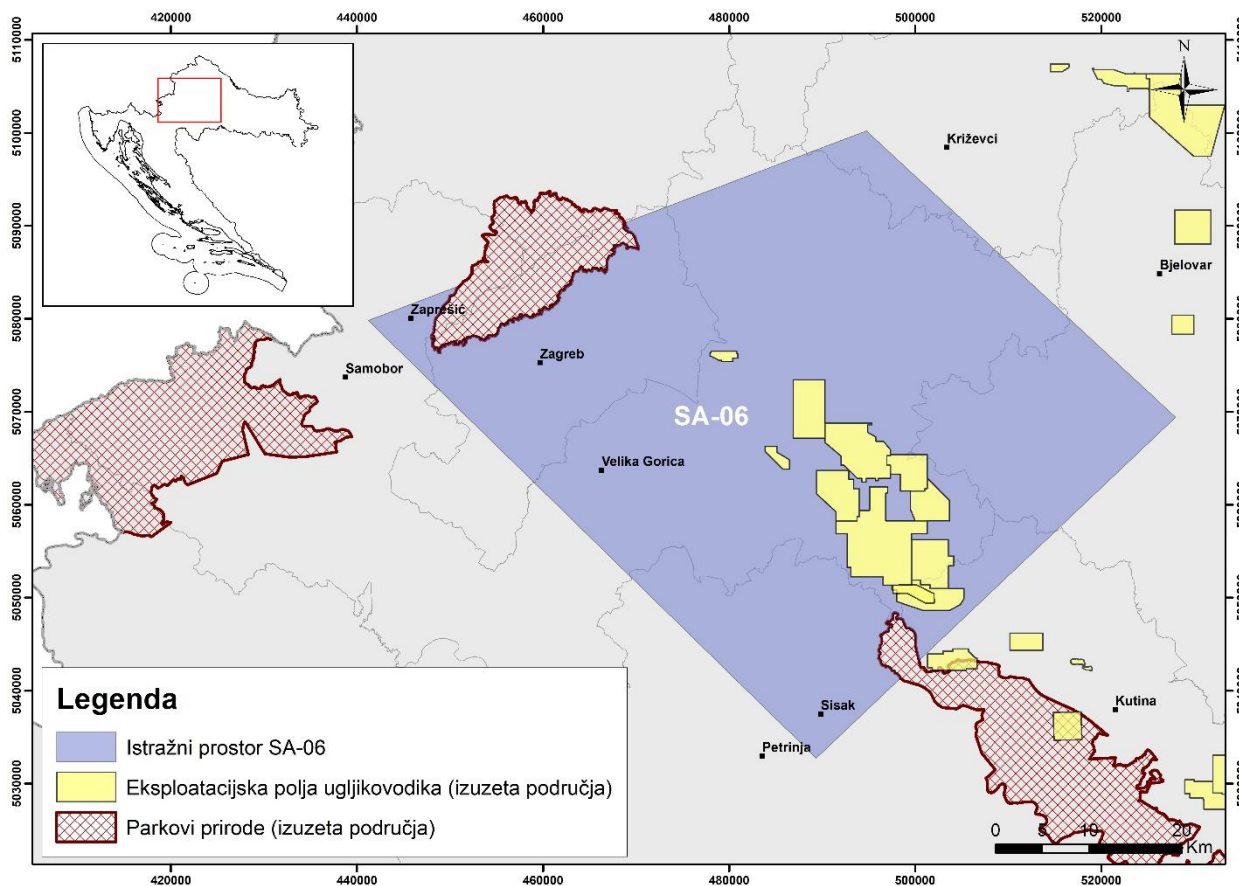 420000 440000 460000 480000 500000 520000
5110000
N
5100000
Križevci
5090000
Bjelovar
5080000
Zaprešić
Zagreb
Samobor
5070000
SA-06
Velika Gorica
5060000
5050000
5040000
Legenda
Sisak
Kutina
Istražni prostor SA-06
Petrinja
Eksploatacijska polja ugljikovodika (izuzeta područja)
5030000
Parkovi prirode (izuzeta područja)
0 5 10 20
Km
420000 440000 460000 480000 500000 520000